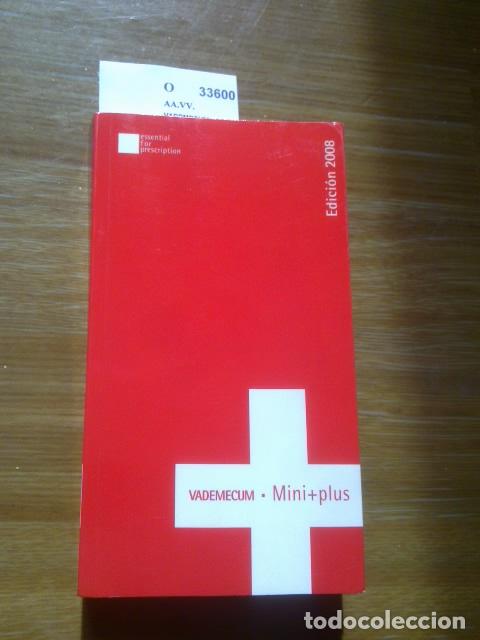 O 33600
AA.VV.
essential
for
prescription
Edición 2008
VADEMECUM · Mini+plus
todocoleccion